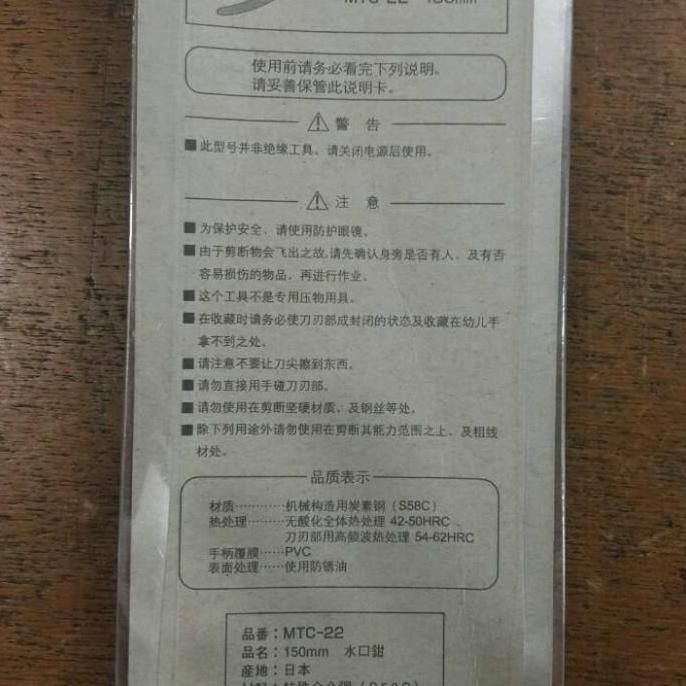 MTC-22 150mm
使用前请务必看完下列说明。
请妥善保管此说明卡。
警 告
■此型号并非绝缘工具、请关闭电源后使用。
注 意
■为保护安全、请使用防护眼镜。
■由于剪断物会飞出之故,请先确认身旁是否有人、及有否
容易损伤的物品、再进行作业。
■这个工具不是专用压物用具。
■在收藏时请务必使刀刃部成封闭的状态及收藏在幼儿手
拿不到之处。
■请注意不要让刀尖擦到东西。
■请勿直接用手碰刀刃部。
■请勿使用在剪断坚硬材质、及钢丝等处。
■除下列用途外请勿使用在剪断其能力范围之上、及粗线
材处。
品质表示
材质············机械构造用炭素钢(S58C)
热处理·········无酸化全体热处理 42-50HRC、
刀刃部用高频波热处理 54-62HRC
手柄覆膜······PVC
表面处理······使用防锈油
品番：MTC-22
品名：150mm 水口鉗
産地：日本